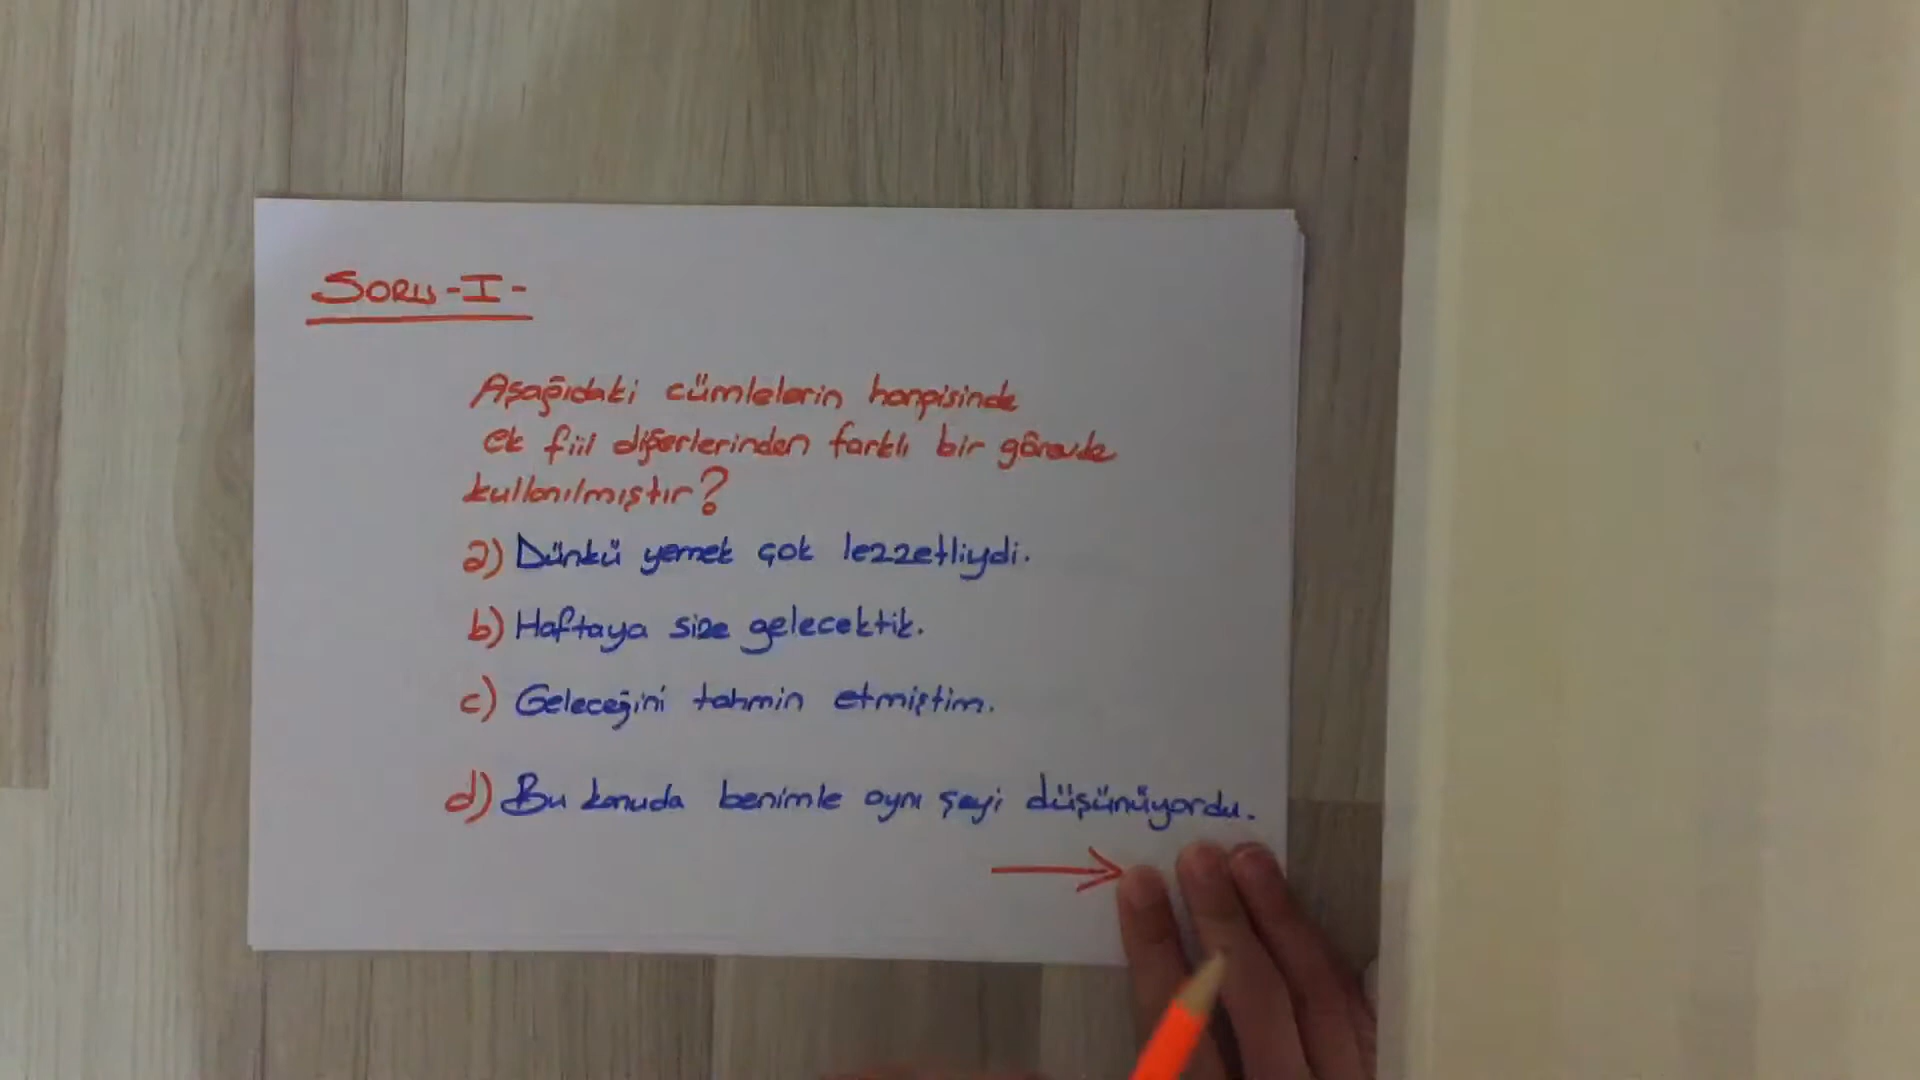 SORU -I-
Aşağıdaki cümlelerin hangisinde
ek fiil diğerlerinden farklı bir görevde
kullanılmıştır?
a) Dünkü yemek çok lezzetliydi.
b) Haftaya size gelecektik.
c) Geleceğini tahmin etmiştim.
d) Bu konuda benimle aynı şeyi düşünüyordu.